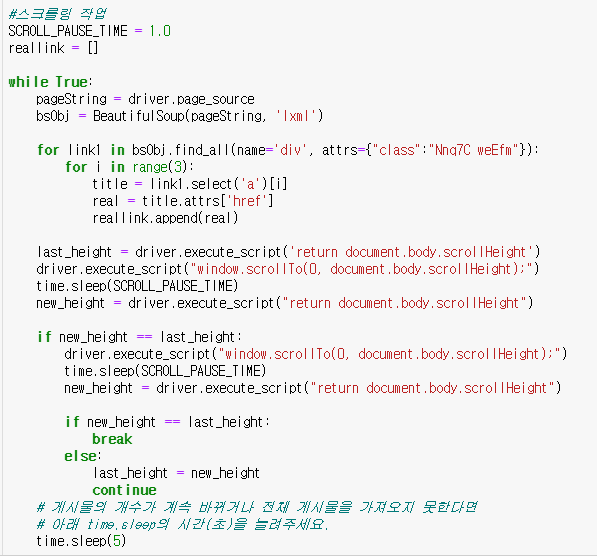 #스크롤링 작업
SCROLL_PAUSE_TIME = 1.0
reallink = []
while True:
pageString = driver.page_source
bsObj = BeautifulSoup(pageString, 'lxml')
for link1 in bsObj.find_all(name='div', attrs={"class":"Nnq7C weEfm"}):
for i in range(3):
title = link1.select('a')[i]
real = title.attrs['href']
reallink.append(real)
last_height = driver.execute_script('return document.body.scrollHeight')
driver.execute_script("window.scrollTo(0, document.body.scrollHeight);")
time.sleep(SCROLL_PAUSE_TIME)
new_height = driver.execute_script("return document.body.scrollHeight")
if new_height == last_height:
driver.execute_script("window.scrollTo(0, document.body.scrollHeight);")
time.sleep(SCROLL_PAUSE_TIME)
new_height = driver.execute_script("return document.body.scrollHeight")
if new_height == last_height:
break
else:
last_height = new_height
continue
# 게시물의 개수가 계속 바뀌거나 전체 게시물을 가져오지 못한다면
# 아래 time.sleep의 시간(초)을 늘려주세요.
time.sleep(5)